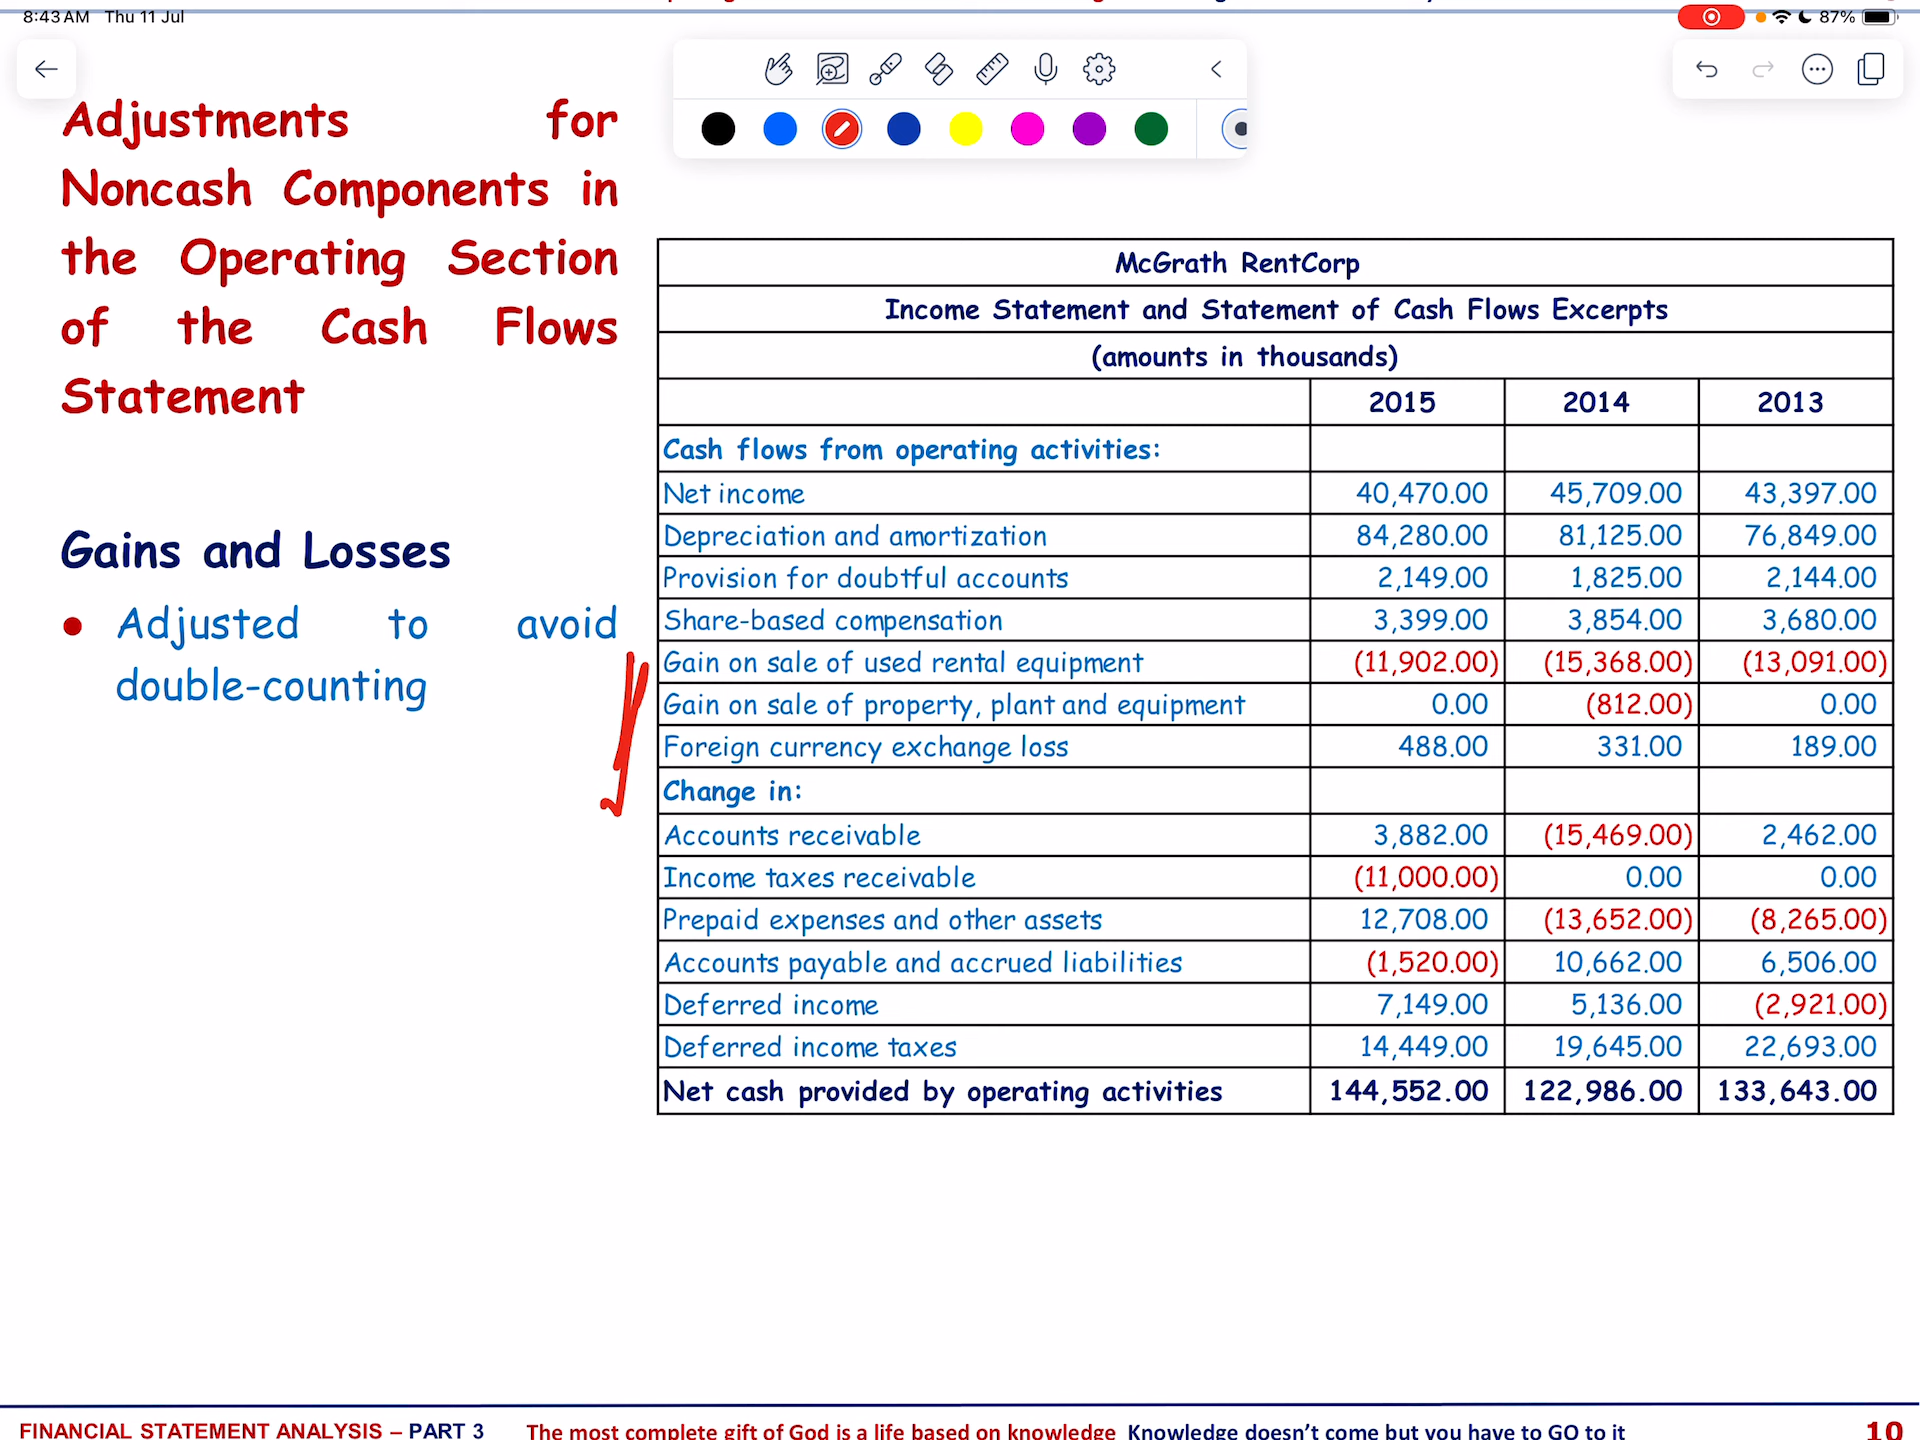 8:43 AM Thu 11 Jul
87%
Adjustments for
Noncash Components in
the Operating Section
of the Cash Flows
Statement
Gains and Losses
• Adjusted to avoid
double-counting
McGrath RentCorp
Income Statement and Statement of Cash Flows Excerpts
(amounts in thousands)
2015 2014 2013
Cash flows from operating activities:
Net income 40,470.00 45,709.00 43,397.00
Depreciation and amortization 84,280.00 81,125.00 76,849.00
Provision for doubtful accounts 2,149.00 1,825.00 2,144.00
Share-based compensation 3,399.00 3,854.00 3,680.00
Gain on sale of used rental equipment (11,902.00) (15,368.00) (13,091.00)
Gain on sale of property, plant and equipment 0.00 (812.00) 0.00
Foreign currency exchange loss 488.00 331.00 189.00
Change in:
Accounts receivable 3,882.00 (15,469.00) 2,462.00
Income taxes receivable (11,000.00) 0.00 0.00
Prepaid expenses and other assets 12,708.00 (13,652.00) (8,265.00)
Accounts payable and accrued liabilities (1,520.00) 10,662.00 6,506.00
Deferred income 7,149.00 5,136.00 (2,921.00)
Deferred income taxes 14,449.00 19,645.00 22,693.00
Net cash provided by operating activities 144,552.00 122,986.00 133,643.00
FINANCIAL STATEMENT ANALYSIS – PART 3 The most complete gift of God is a life based on knowledge Knowledge doesn't come but you have to GO to it 10